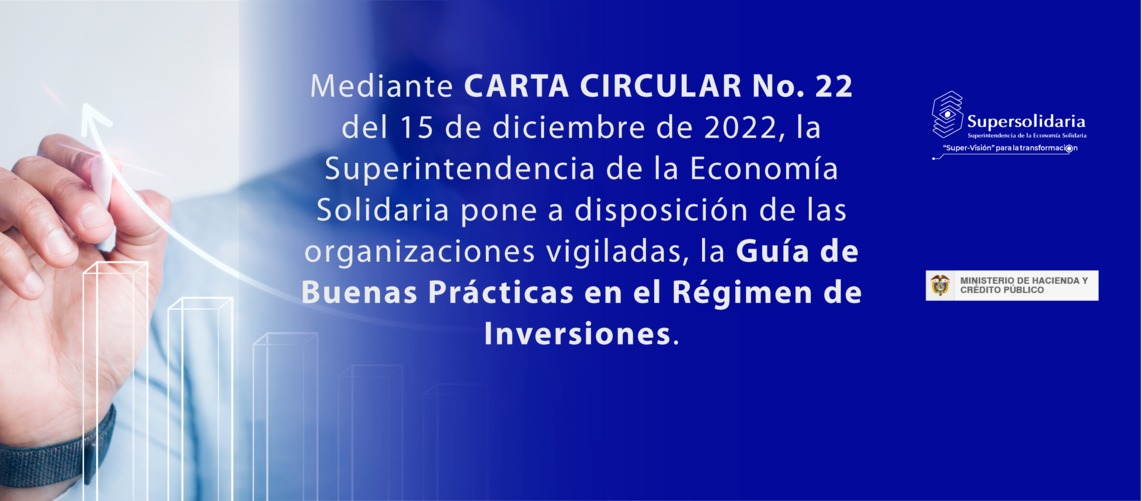 Mediante CARTA CIRCULAR No. 22
del 15 de diciembre de 2022, la
Superintendencia de la Economía
Solidaria pone a disposición de las
organizaciones vigiladas, la Guía de
Buenas Prácticas en el Régimen de
Inversiones.
Supersolidaria
Superintendencia de la Economía Solidaria
"Super-Visión" para la transformación
MINISTERIO DE HACIENDA Y
CRÉDITO PÚBLICO